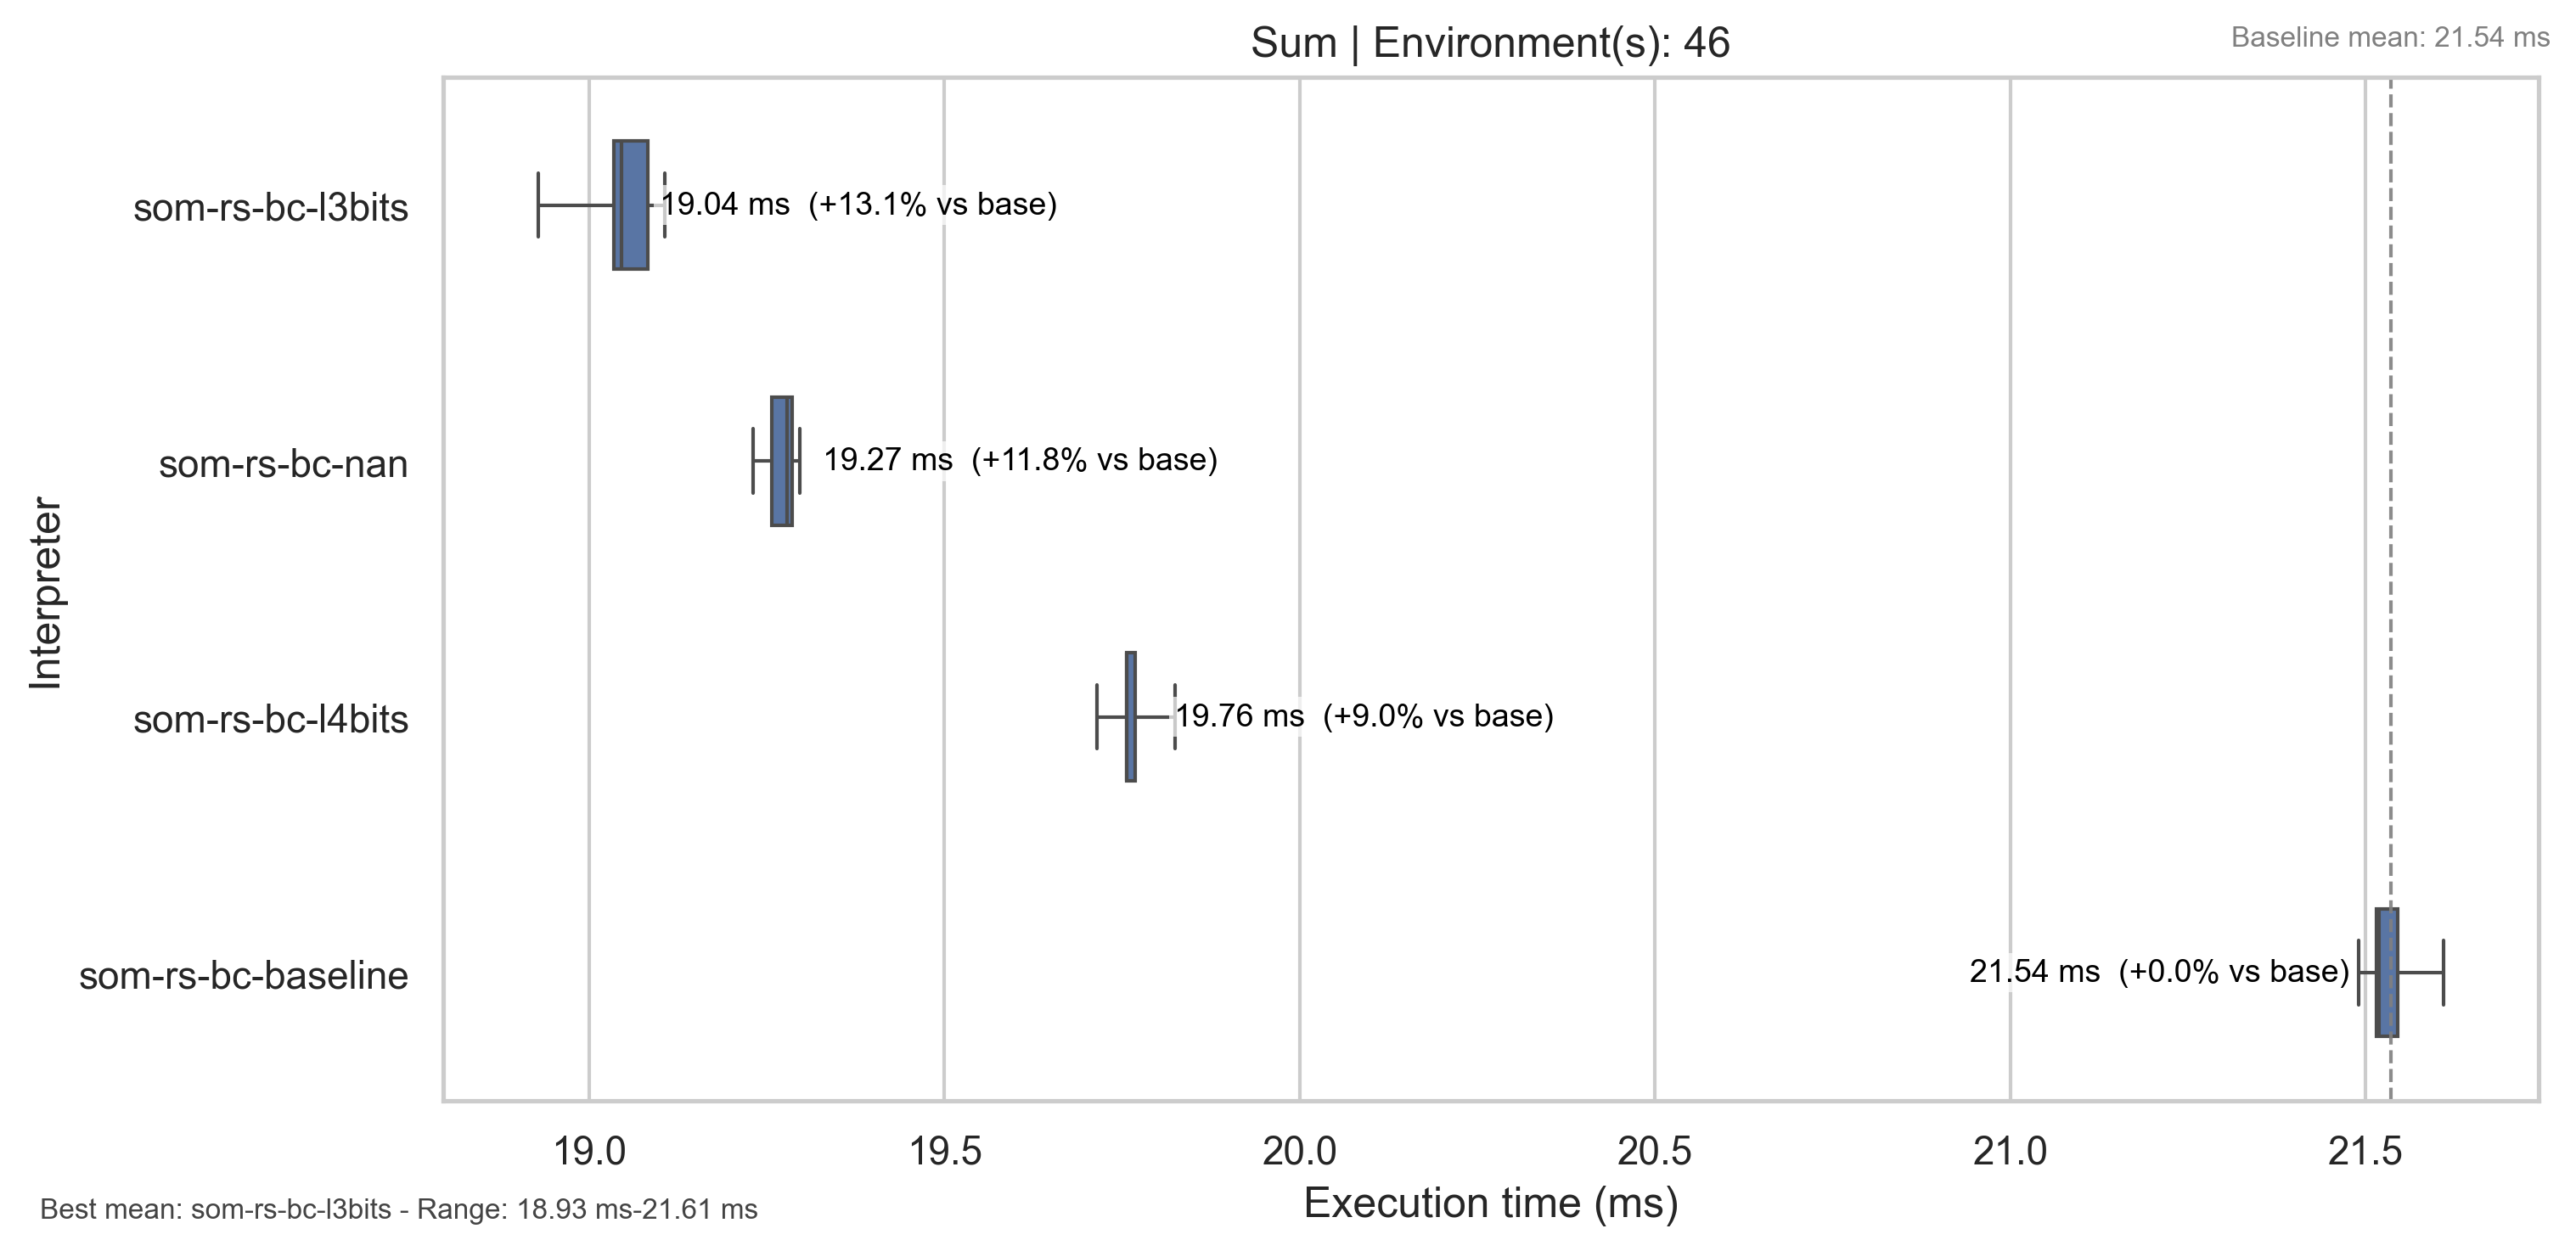 Sum | Environment(s): 46
Baseline mean: 21.54 ms
som-rs-bc-l3bits
19.04 ms (+13.1% vs base)
som-rs-bc-nan
19.27 ms (+11.8% vs base)
Interpreter
som-rs-bc-l4bits
19.76 ms (+9.0% vs base)
som-rs-bc-baseline
21.54 ms (+0.0% vs base)
19.0 19.5 20.0 20.5 21.0 21.5
Execution time (ms)
Best mean: som-rs-bc-l3bits - Range: 18.93 ms-21.61 ms